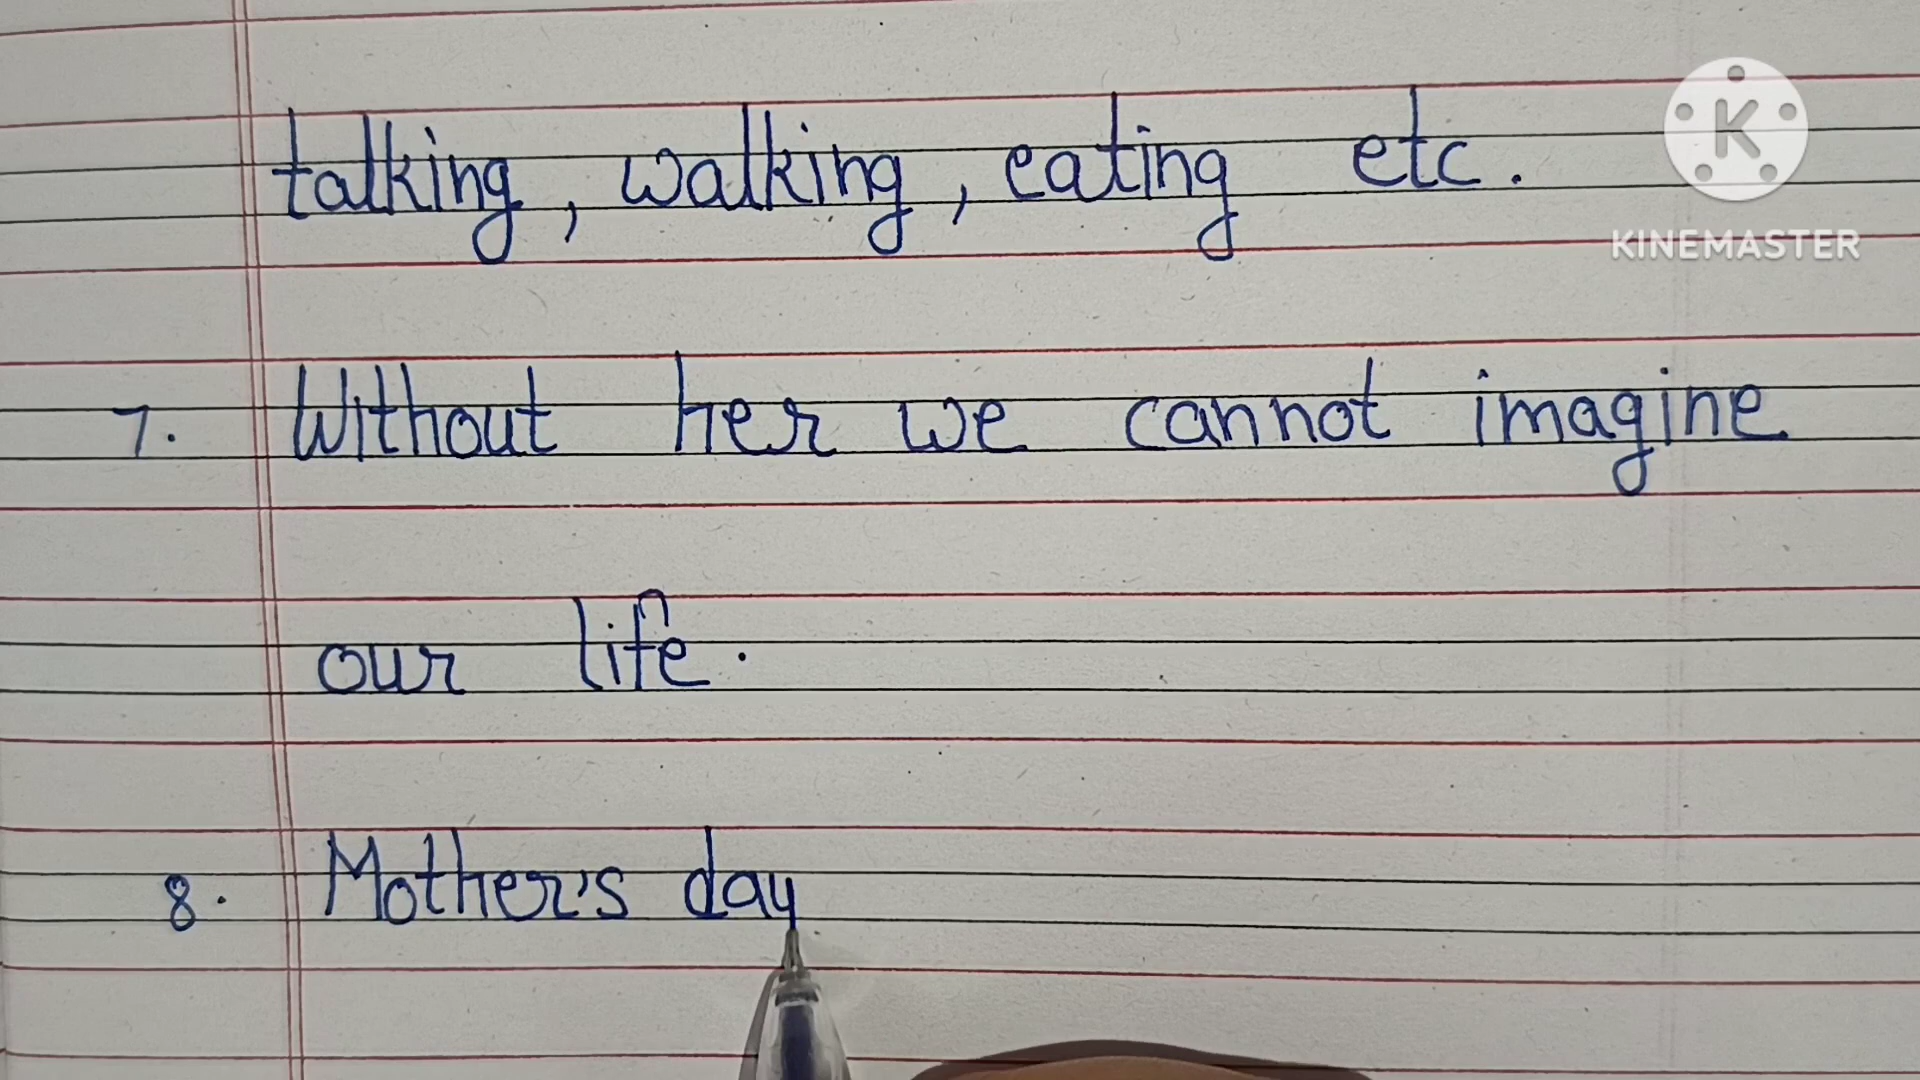 talking, walking, eating etc.
KINEMASTER
7. Without her we cannot imagine
our life.
8. Mother's day